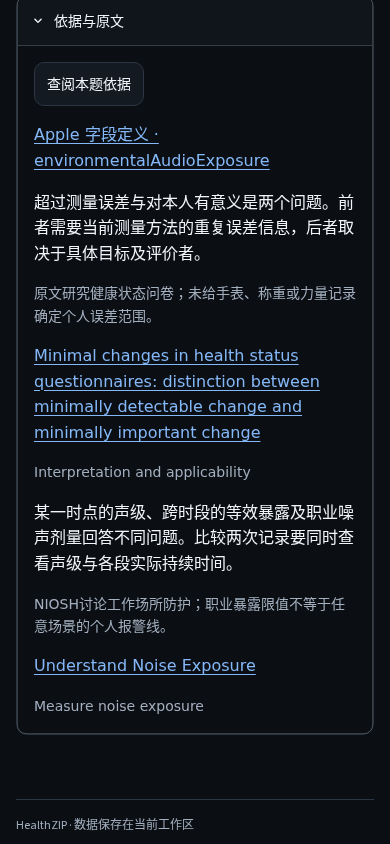 依据与原文
查阅本题依据
Apple 字段定义 ·
environmentalAudioExposure
超过测量误差与对本人有意义是两个问题。前
者需要当前测量方法的重复误差信息，后者取
决于具体目标及评价者。
原文研究健康状态问卷；未给手表、称重或力量记录
确定个人误差范围。
Minimal changes in health status
questionnaires: distinction between
minimally detectable change and
minimally important change
Interpretation and applicability
某一时点的声级、跨时段的等效暴露及职业噪
声剂量回答不同问题。比较两次记录要同时查
看声级与各段实际持续时间。
NIOSH讨论工作场所防护；职业暴露限值不等于任
意场景的个人报警线。
Understand Noise Exposure
Measure noise exposure
HealthZIP · 数据保存在当前工作区